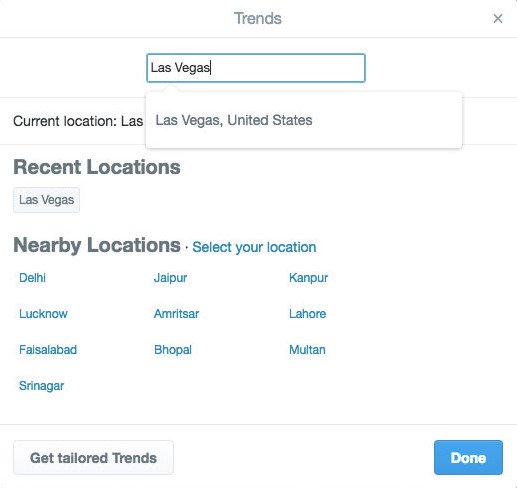 Trends
Las Vegas
Las Vegas, United States
Current location: Las
Recent Locations
Las Vegas
Nearby Locations · Select your location
Delhi Jaipur Kanpur
Lucknow Amritsar Lahore
Faisalabad Bhopal Multan
Srinagar
Get tailored Trends Done